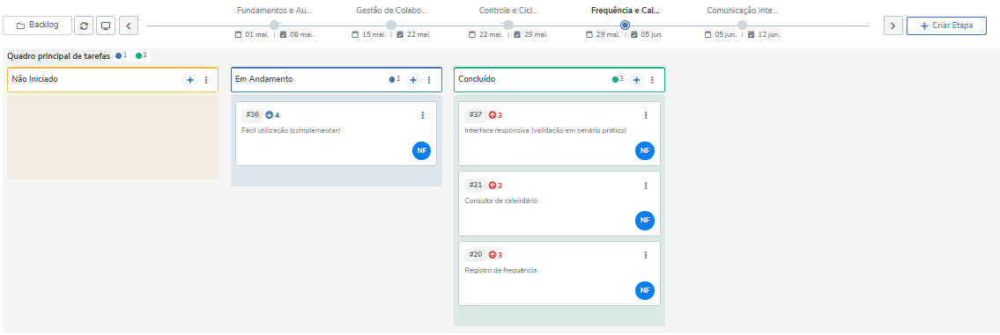 Backlog
Fundamentos e Au...
01 mai. | 08 mai.
Gestão de Colabo...
15 mai. | 22 mai.
Controle e Cicl...
22 mai. | 29 mai.
Frequência e Cal...
29 mai. | 05 jun.
Comunicação Inte...
05 jun. | 12 jun.
+ Criar Etapa
Quadro principal de tarefas 1 3
Não Iniciado +
Em Andamento 1 +
#36 4
Fácil utilização (complementar)
NF
Concluído 3 +
#37 3
Interface responsiva (validação em cenário prático)
NF
#21 3
Consulta de calendário
NF
#20 3
Registro de frequência
NF